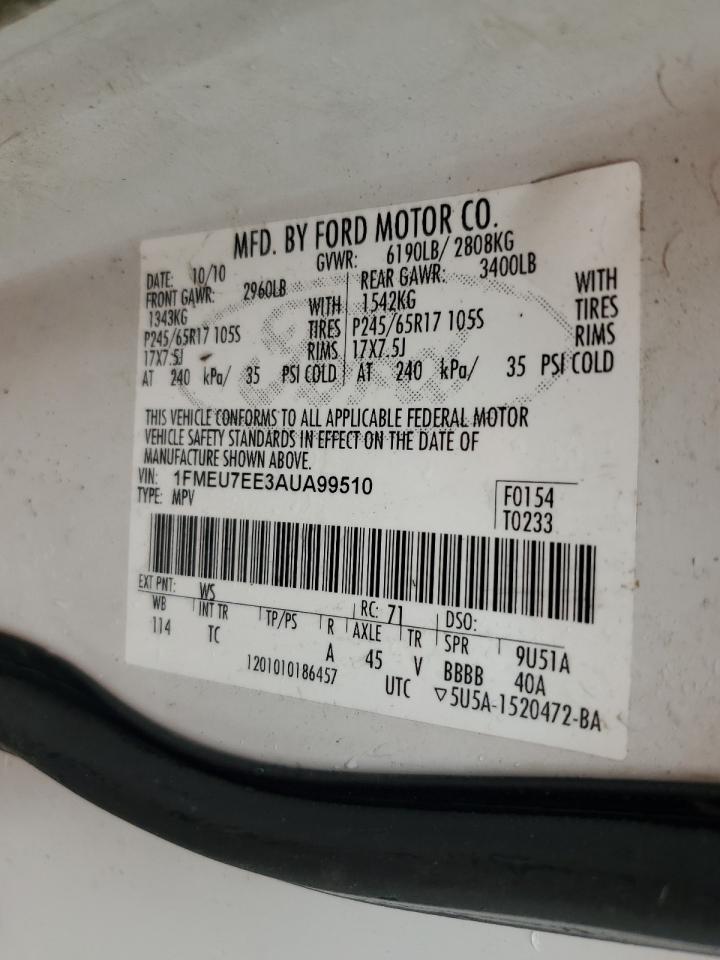 MFD. BY FORD MOTOR CO.
DATE: 10/10 GVWR: 6190LB/ 2808KG
FRONT GAWR: 2960LB REAR GAWR: 3400LB
1343KG WITH 1542KG WITH
P245/65R17 105S TIRES P245/65R17 105S TIRES
17X7.5J RIMS 17X7.5J RIMS
AT 240 kPa/ 35 PSI COLD AT 240 kPa/ 35 PSI COLD
THIS VEHICLE CONFORMS TO ALL APPLICABLE FEDERAL MOTOR
VEHICLE SAFETY STANDARDS IN EFFECT ON THE DATE OF
MANUFACTURE SHOWN ABOVE.
VIN: 1FMEU7EE3AUA99510
TYPE: MPV
F0154
T0233
EXT PNT: WS RC: 71 DSO:
WB INT TR TP/PS R AXLE TR SPR 9U51A
114 TC A 45 V BBBB 40A
1201010186457 UTC ▽5U5A-1520472-BA